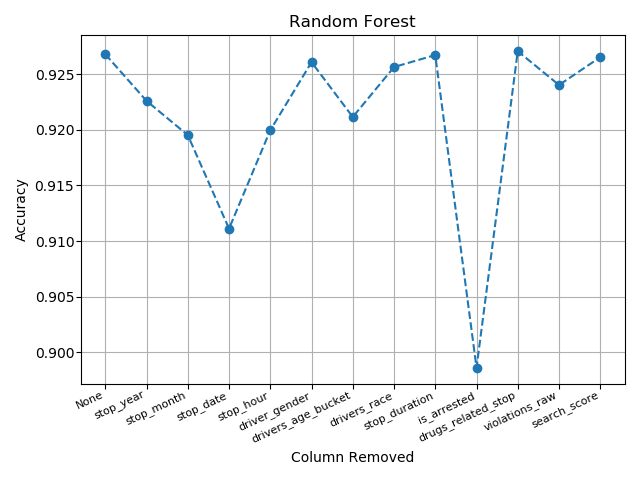 Random Forest
Accuracy
0.925
0.920
0.915
0.910
0.905
0.900
None
stop_year
stop_month
stop_date
stop_hour
driver_gender
drivers_age_bucket
drivers_race
stop_duration
is_arrested
drugs_related_stop
violations_raw
search_score
Column Removed